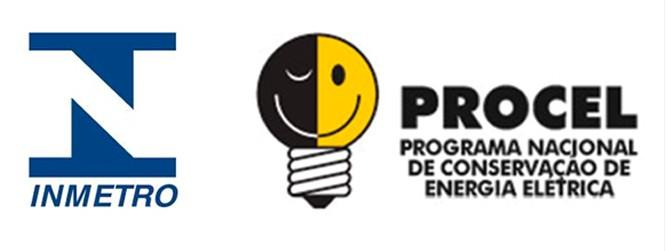 INMETRO
PROCEL
PROGRAMA NACIONAL
DE CONSERVAÇÃO DE
ENERGIA ELÉTRICA